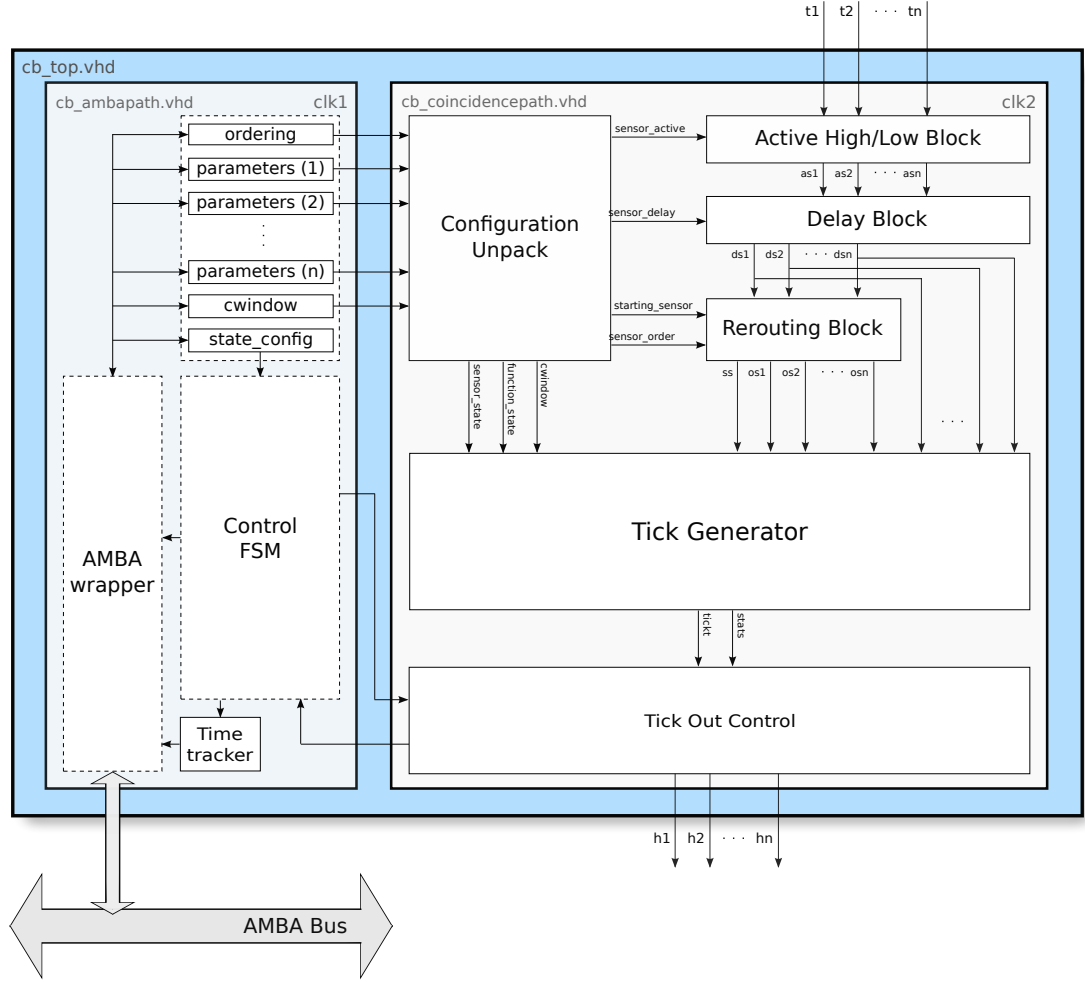 t1 t2 · · · tn
cb_top.vhd
cb_ambapath.vhd clk1
ordering
parameters (1)
parameters (2)
· · ·
parameters (n)
cwindow
state_config
AMBA
wrapper
Control
FSM
Time
tracker
cb_coincidencepath.vhd clk2
Configuration
Unpack
sensor_active
sensor_delay
starting_sensor
sensor_order
Active High/Low Block
as1 as2 · · · asn
Delay Block
ds1 ds2 · · · dsn
Rerouting Block
ss os1 os2 · · · osn
· · ·
sensor_state
function_state
cwindow
Tick Generator
tickt
stats
Tick Out Control
h1 h2 · · · hn
AMBA Bus